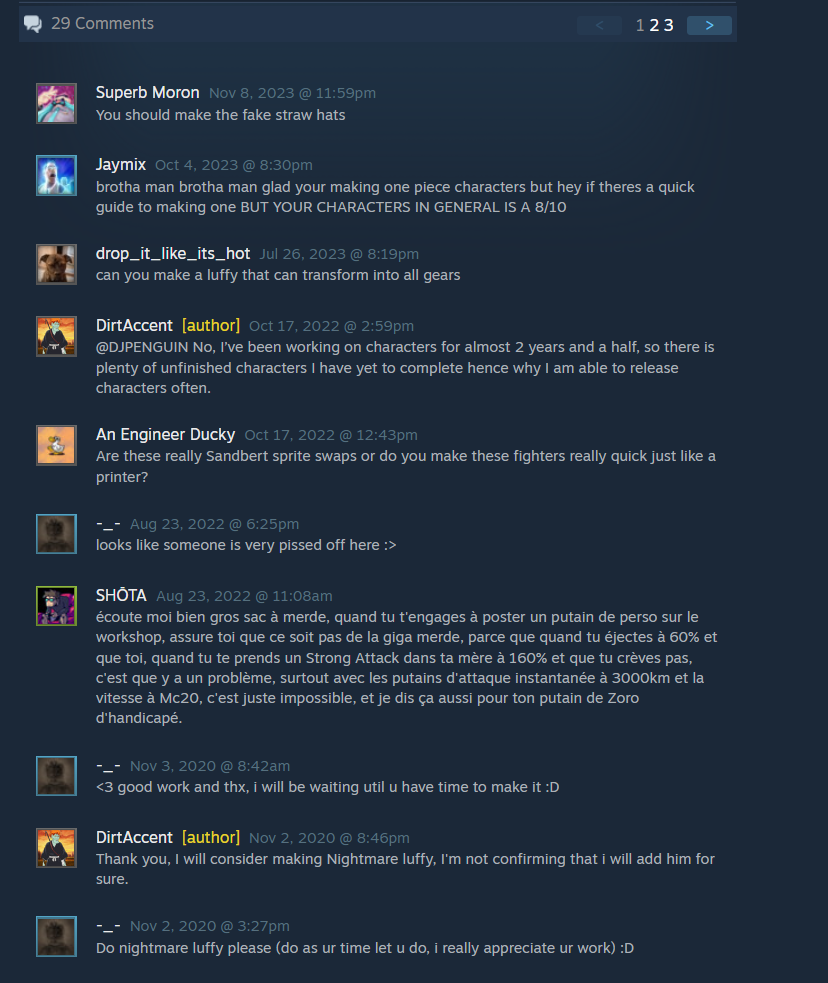 29 Comments
< 1 2 3 >
Superb Moron Nov 8, 2023 @ 11:59pm
You should make the fake straw hats
Jaymix Oct 4, 2023 @ 8:30pm
brotha man brotha man glad your making one piece characters but hey if theres a quick
guide to making one BUT YOUR CHARACTERS IN GENERAL IS A 8/10
drop_it_like_its_hot Jul 26, 2023 @ 8:19pm
can you make a luffy that can transform into all gears
DirtAccent [author] Oct 17, 2022 @ 2:59pm
@DJPENGUIN No, I've been working on characters for almost 2 years and a half, so there is
plenty of unfinished characters I have yet to complete hence why I am able to release
characters often.
An Engineer Ducky Oct 17, 2022 @ 12:43pm
Are these really Sandbert sprite swaps or do you make these fighters really quick just like a
printer?
-_- Aug 23, 2022 @ 6:25pm
looks like someone is very pissed off here :>
SHŌTA Aug 23, 2022 @ 11:08am
écoute moi bien gros sac à merde, quand tu t'engages à poster un putain de perso sur le
workshop, assure toi que ce soit pas de la giga merde, parce que quand tu éjectes à 60% et
que toi, quand tu te prends un Strong Attack dans ta mère à 160% et que tu crèves pas,
c'est que y a un problème, surtout avec les putains d'attaque instantanée à 3000km et la
vitesse à Mc20, c'est juste impossible, et je dis ça aussi pour ton putain de Zoro
d'handicapé.
-_- Nov 3, 2020 @ 8:42am
<3 good work and thx, i will be waiting util u have time to make it :D
DirtAccent [author] Nov 2, 2020 @ 8:46pm
Thank you, I will consider making Nightmare luffy, I'm not confirming that i will add him for
sure.
-_- Nov 2, 2020 @ 3:27pm
Do nightmare luffy please (do as ur time let u do, i really appreciate ur work) :D